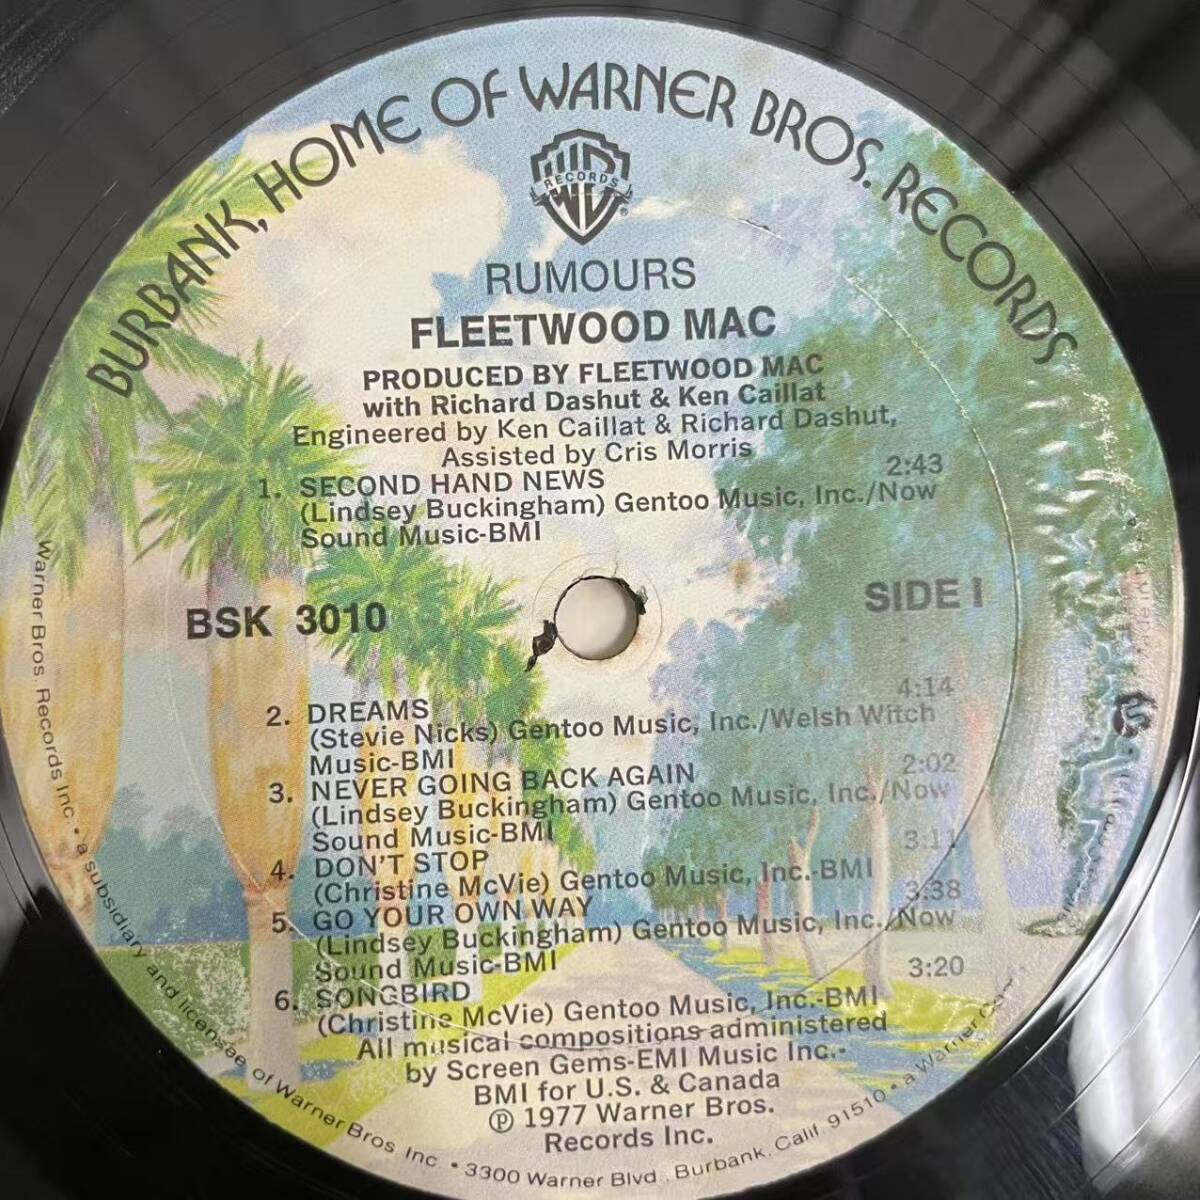 BURBANK, HOME OF WARNER BROS. RECORDS
RECORDS
RUMOURS
FLEETWOOD MAC
PRODUCED BY FLEETWOOD MAC
with Richard Dashut & Ken Caillat
Engineered by Ken Caillat & Richard Dashut,
Assisted by Cris Morris
1. SECOND HAND NEWS 2:43
(Lindsey Buckingham) Gentoo Music, Inc./Now
Sound Music-BMI
BSK 3010
SIDE I
2. DREAMS 4:14
(Stevie Nicks) Gentoo Music, Inc./Welsh Witch
Music-BMI
3. NEVER GOING BACK AGAIN 2:02
(Lindsey Buckingham) Gentoo Music, Inc./Now
Sound Music-BMI
4. DON'T STOP 3:11
(Christine McVie) Gentoo Music, Inc.-BMI
5. GO YOUR OWN WAY 3:38
(Lindsey Buckingham) Gentoo Music, Inc./Now
Sound Music-BMI
6. SONGBIRD 3:20
(Christine McVie) Gentoo Music, Inc.-BMI
All musical compositions administered
by Screen Gems-EMI Music Inc.-
BMI for U.S. & Canada
℗ 1977 Warner Bros.
Records Inc.
Warner Bros. Records Inc. • a subsidiary and licensee of Warner Bros. Inc. • 3300 Warner Blvd., Burbank, Calif. 91510 • a Warner